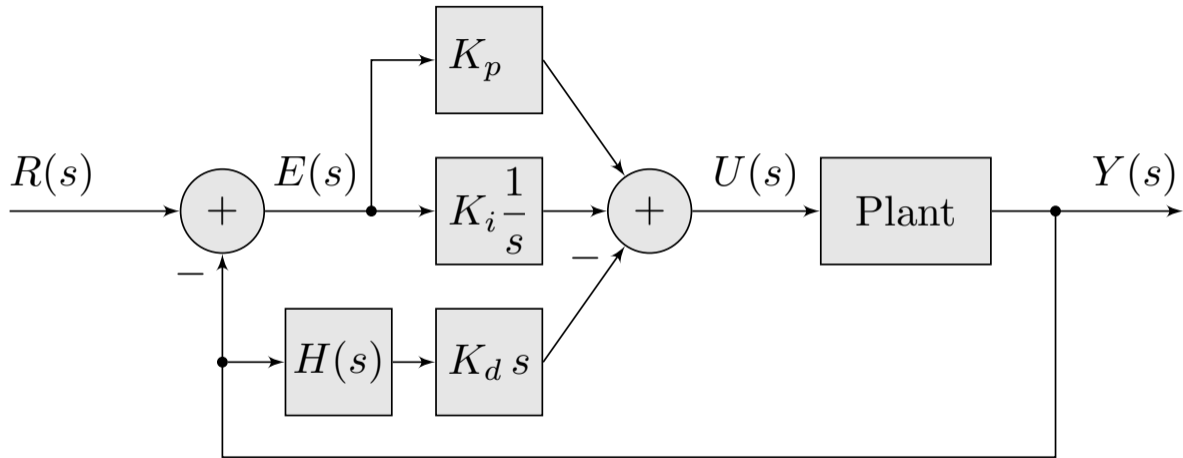 K_p
R(s)
+
E(s)
K_i 1/s
+
U(s)
Plant
Y(s)
−
−
H(s)
K_d s